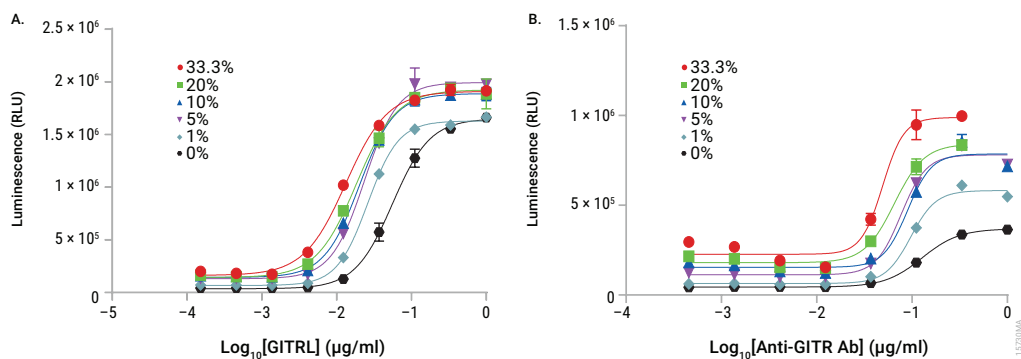 A.
2.5 × 10⁶
2 × 10⁶
1.5 × 10⁶
1 × 10⁶
5 × 10⁵
0
Luminescence (RLU)
33.3%
20%
10%
5%
1%
0%
−5
−4
−3
−2
−1
0
Log₁₀[GITRL] (µg/ml)
B.
1.5 × 10⁶
1 × 10⁶
5 × 10⁵
0
Luminescence (RLU)
33.3%
20%
10%
5%
1%
0%
−4
−3
−2
−1
0
Log₁₀[Anti-GITR Ab] (µg/ml)
15730MA